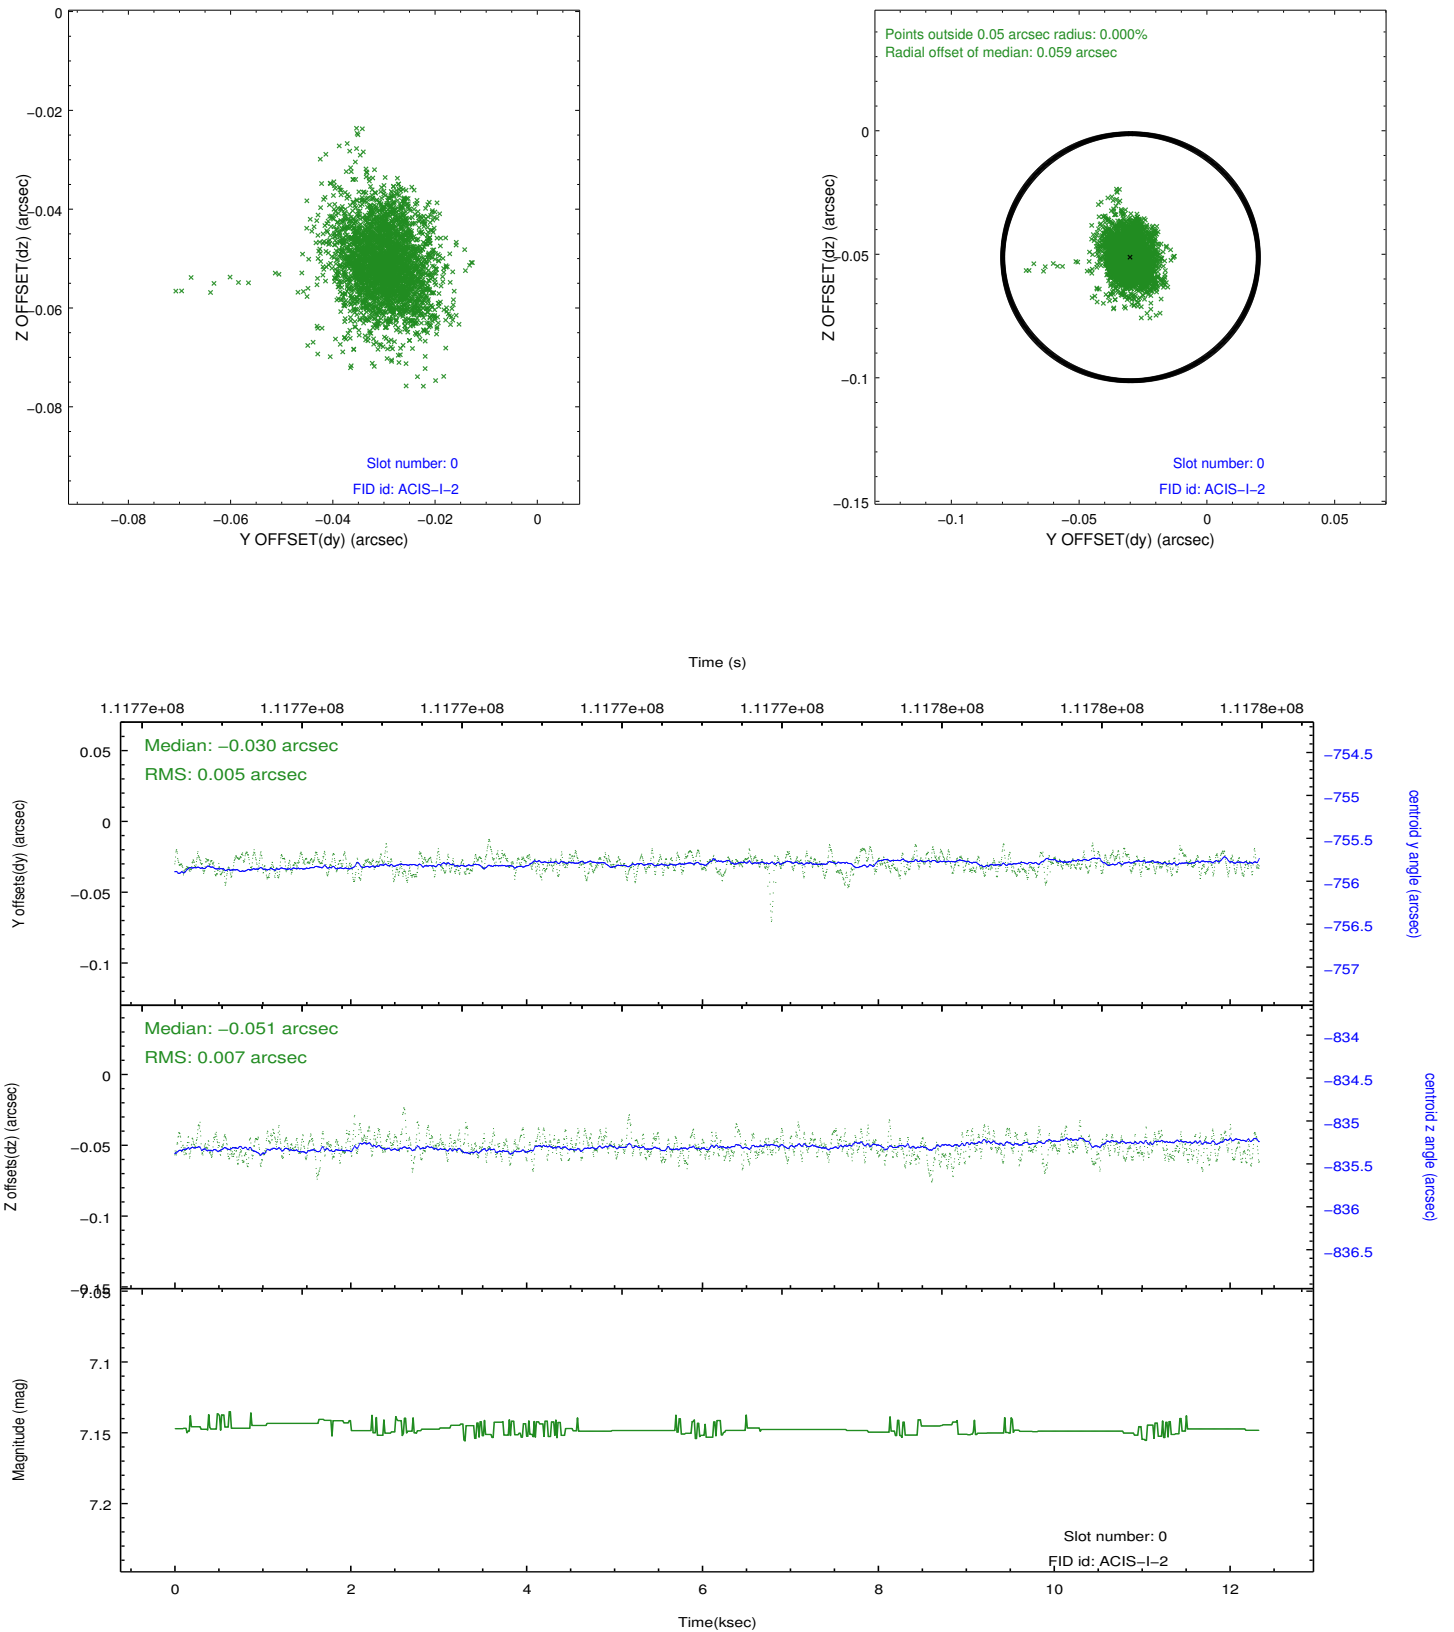 0
−0.02
−0.04
−0.06
−0.08
Z OFFSET(dz) (arcsec)
Slot number: 0
FID id: ACIS−I−2
−0.08
−0.06
−0.04
−0.02
0
Y OFFSET(dy) (arcsec)
Points outside 0.05 arcsec radius: 0.000%
Radial offset of median: 0.059 arcsec
0
−0.05
−0.1
−0.15
Z OFFSET(dz) (arcsec)
Slot number: 0
FID id: ACIS−I−2
−0.1
−0.05
0
0.05
Y OFFSET(dy) (arcsec)
Time (s)
1.1177e+08
1.1177e+08
1.1177e+08
1.1177e+08
1.1177e+08
1.1178e+08
1.1178e+08
1.1178e+08
Median: −0.030 arcsec
RMS: 0.005 arcsec
0.05
0
−0.05
−0.1
Y offsets(dy) (arcsec)
−754.5
−755
−755.5
−756
−756.5
−757
centroid y angle (arcsec)
Median: −0.051 arcsec
RMS: 0.007 arcsec
0
−0.05
−0.1
−0.15
Z offsets(dz) (arcsec)
−834
−834.5
−835
−835.5
−836
−836.5
centroid z angle (arcsec)
7.05
7.1
7.15
7.2
Magnitude (mag)
Slot number: 0
FID id: ACIS−I−2
0
2
4
6
8
10
12
Time(ksec)